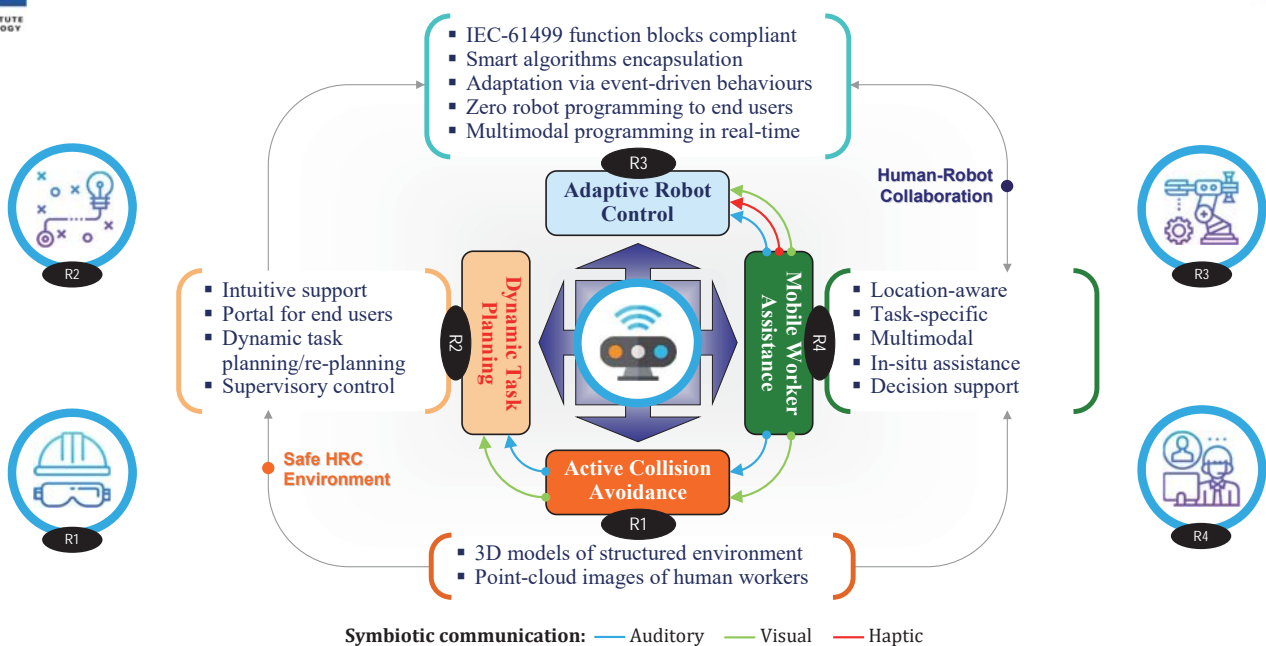 TUTE
OLOGY
▪ IEC-61499 function blocks compliant
▪ Smart algorithms encapsulation
▪ Adaptation via event-driven behaviours
▪ Zero robot programming to end users
▪ Multimodal programming in real-time
R3
Adaptive Robot
Control
Human-Robot
Collaboration
R2
R3
▪ Intuitive support
▪ Portal for end users
▪ Dynamic task
planning/re-planning
▪ Supervisory control
R2
Dynamic Task
Planning
Mobile Worker
Assistance
R4
▪ Location-aware
▪ Task-specific
▪ Multimodal
▪ In-situ assistance
▪ Decision support
Safe HRC
Environment
Active Collision
Avoidance
R1
R1
R4
▪ 3D models of structured environment
▪ Point-cloud images of human workers
Symbiotic communication: Auditory Visual Haptic